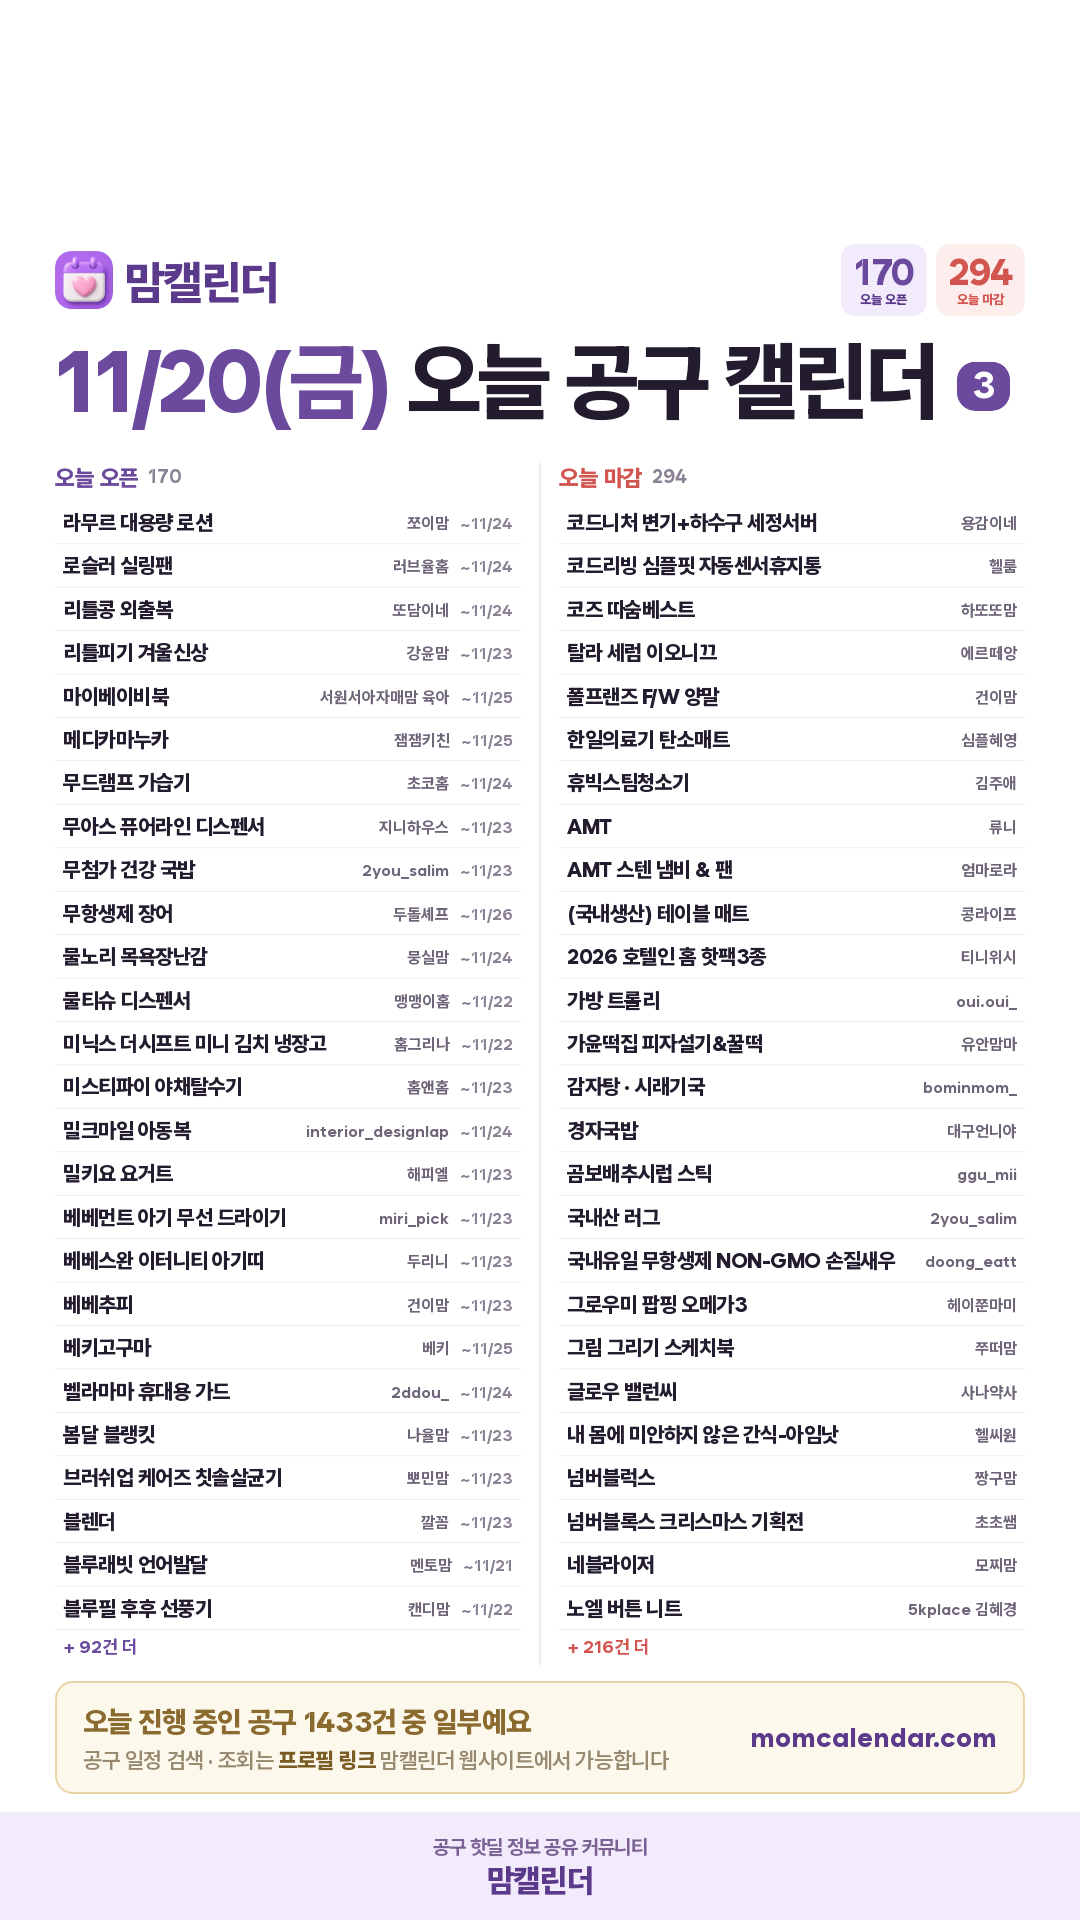 맘캘린더
170
오늘 오픈
294
오늘 마감
11/20(금) 오늘 공구 캘린더 3
오늘 오픈 170
라무르 대용량 로션 쪼이맘 ~11/24
로슬러 실링팬 러브율홈 ~11/24
리틀콩 외출복 또담이네 ~11/24
리틀피기 겨울신상 강윤맘 ~11/23
마이베이비북 서원서아자매맘 육아 ~11/25
메디카마누카 잼잼키친 ~11/25
무드램프 가습기 초코홈 ~11/24
무아스 퓨어라인 디스펜서 지니하우스 ~11/23
무첨가 건강 국밥 2you_salim ~11/23
무항생제 장어 두돌셰프 ~11/26
물노리 목욕장난감 뭉실맘 ~11/24
물티슈 디스펜서 맹맹이홈 ~11/22
미닉스 더시프트 미니 김치 냉장고 홈그리나 ~11/22
미스티파이 야채탈수기 홈앤홈 ~11/23
밀크마일 아동복 interior_designlap ~11/24
밀키요 요거트 해피엘 ~11/23
베베먼트 아기 무선 드라이기 miri_pick ~11/23
베베스완 이터니티 아기띠 두리니 ~11/23
베베추피 건이맘 ~11/23
베키고구마 베키 ~11/25
벨라마마 휴대용 가드 2ddou_ ~11/24
봄달 블랭킷 나율맘 ~11/23
브러쉬업 케어즈 칫솔살균기 뽀민맘 ~11/23
블렌더 깔꼼 ~11/23
블루래빗 언어발달 멘토맘 ~11/21
블루필 후후 선풍기 캔디맘 ~11/22
+ 92건 더
오늘 마감 294
코드니처 변기+하수구 세정서버 용감이네
코드리빙 심플핏 자동센서휴지통 헬룸
코즈 따숨베스트 하또또맘
탈라 세럼 이오니끄 에르떼앙
폴프랜즈 F/W 양말 건이맘
한일의료기 탄소매트 심플혜영
휴빅스팀청소기 김주애
AMT 류니
AMT 스텐 냄비 & 팬 엄마로라
(국내생산) 테이블 매트 콩라이프
2026 호텔인 홈 핫팩3종 티니위시
가방 트롤리 oui.oui_
가윤떡집 피자설기&꿀떡 유안맘마
감자탕 · 시래기국 bominmom_
경자국밥 대구언니야
곰보배추시럽 스틱 ggu_mii
국내산 러그 2you_salim
국내유일 무항생제 NON-GMO 손질새우 doong_eatt
그로우미 팝핑 오메가3 헤이쭌마미
그림 그리기 스케치북 쭈떠맘
글로우 밸런씨 사나약사
내 몸에 미안하지 않은 간식-아임낫 헬씨원
넘버블럭스 짱구맘
넘버블록스 크리스마스 기획전 초초쌤
네블라이저 모찌맘
노엘 버튼 니트 5kplace 김혜경
+ 216건 더
오늘 진행 중인 공구 1433건 중 일부예요
공구 일정 검색 · 조회는 프로필 링크 맘캘린더 웹사이트에서 가능합니다
momcalendar.com
공구 핫딜 정보 공유 커뮤니티
맘캘린더